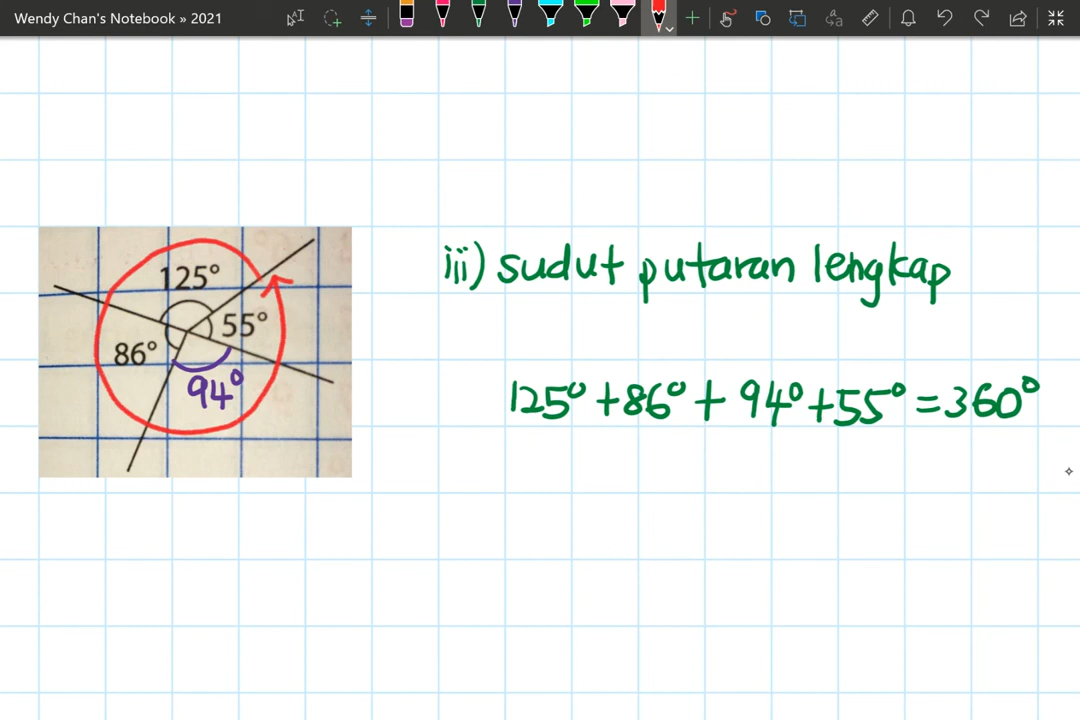 Wendy Chan's Notebook » 2021
125°
55°
86°
94°
iii) sudut putaran lengkap
125° + 86° + 94° + 55° = 360°